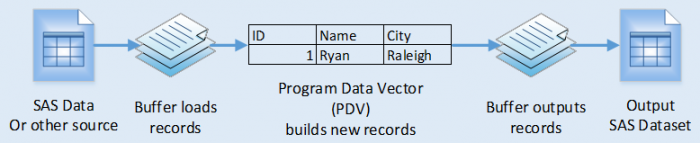 ID Name City
1 Ryan Raleigh
SAS Data
Or other source
Buffer loads
records
Program Data Vector
(PDV)
builds new records
Buffer outputs
records
Output
SAS Dataset